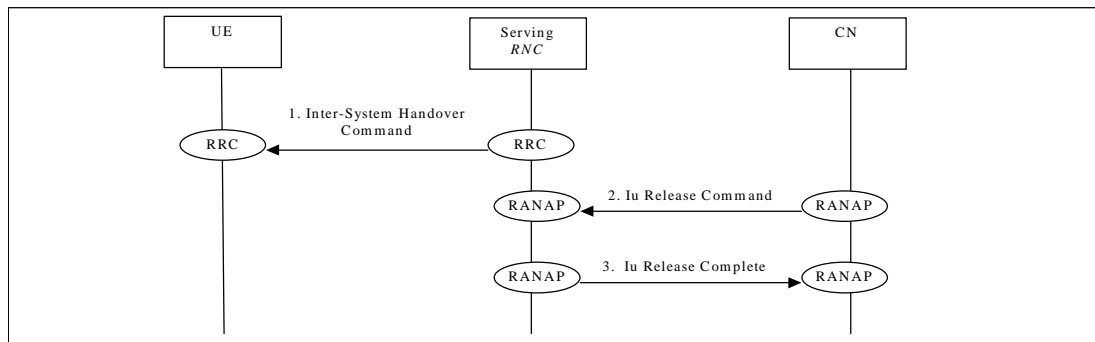 UE
Serving
RNC
CN
1. Inter-System Handover
Command
RRC
RRC
2. Iu Release Command
RANAP
RANAP
3. Iu Release Complete
RANAP
RANAP